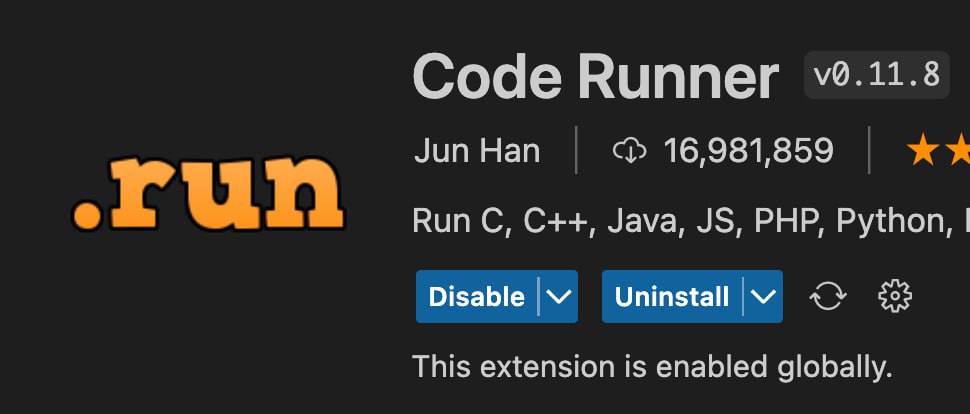 .run
Code Runner v0.11.8
Jun Han 16,981,859
Run C, C++, Java, JS, PHP, Python,
Disable Uninstall
This extension is enabled globally.